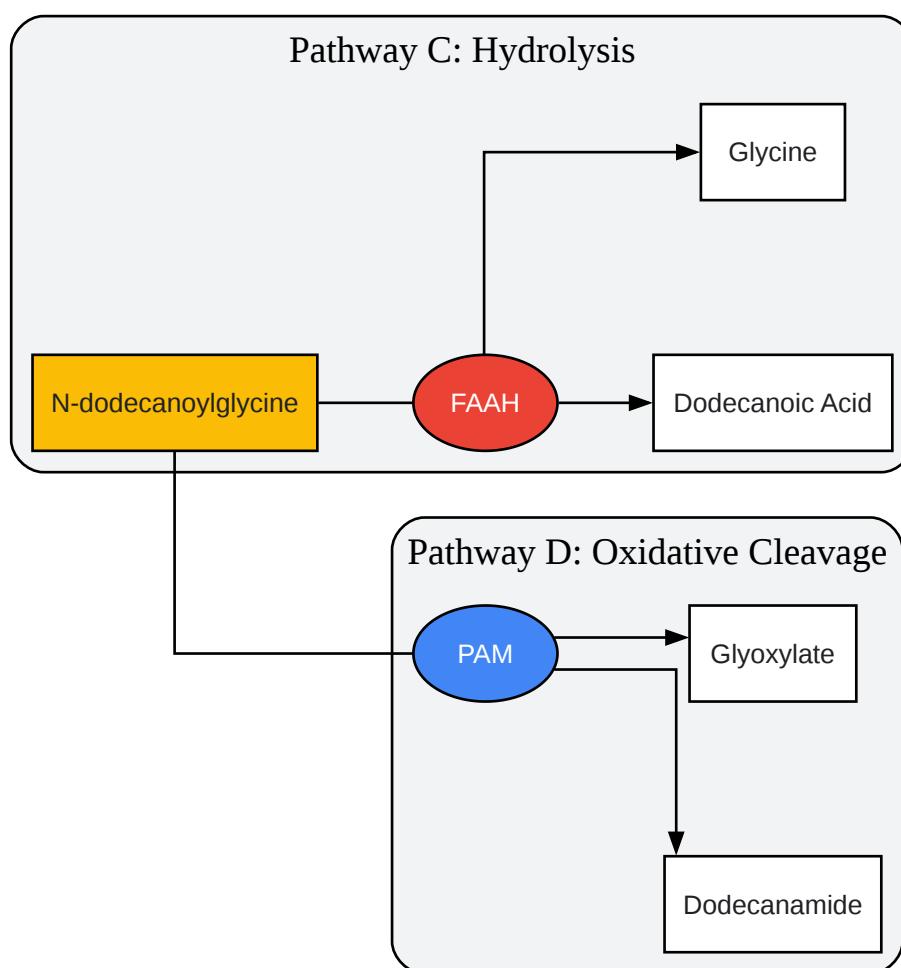 Pathway C: Hydrolysis
Glycine
N-dodecanoylglycine
FAAH
Dodecanoic Acid
Pathway D: Oxidative Cleavage
PAM
Glyoxylate
Dodecanamide